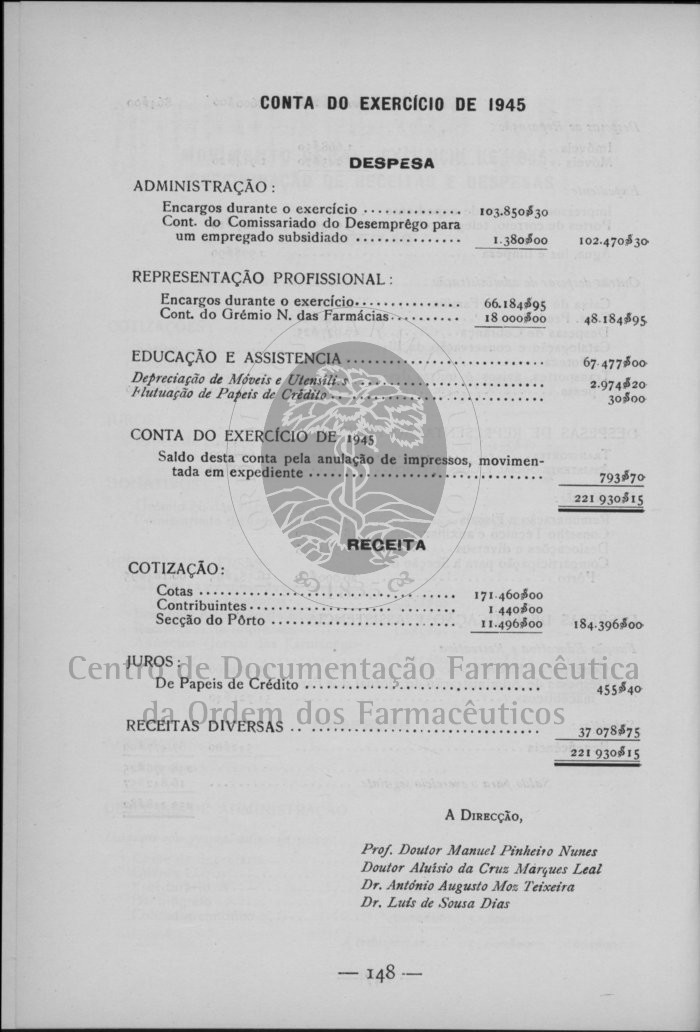 CONTA DO EXERCÍCIO DE 1945
DESPESA
ADMINISTRAÇÃO:
Encargos durante o exercício .............. 103.850$30
Cont. do Comissariado do Desemprêgo para
um empregado subsidiado ............... 1.380$00 102.470$30
REPRESENTAÇÃO PROFISSIONAL:
Encargos durante o exercício............... 66.184$95
Cont. do Grémio N. das Farmácias.......... 18 000$00 48.184$95
EDUCAÇÃO E ASSISTENCIA ............................ 67.477$00
Depreciação de Móveis e Utensíli s .......................... 2.974$20
Flutuação de Papeis de Crédito .............................. 30$00
CONTA DO EXERCÍCIO DE 1945
Saldo desta conta pela anulação de impressos, movimen-
tada em expediente ................................. 793$70
221 930$15
RECEITA
COTIZAÇÃO:
Cotas ................................... 171.460$00
Contribuintes............................ 1 440$00
Secção do Pôrto ......................... 11.496$00 184.396$00
JUROS:
De Papeis de Crédito ................................. 455$40
Centro de Documentação Farmacêutica
da Ordem dos Farmacêuticos
RECEITAS DIVERSAS .. ................................ 37 078$75
221 930$15
A DIRECÇÃO,
Prof. Doutor Manuel Pinheiro Nunes
Doutor Aluísio da Cruz Márques Leal
Dr. António Augusto Moz Teixeira
Dr. Luís de Sousa Dias
— 148 —